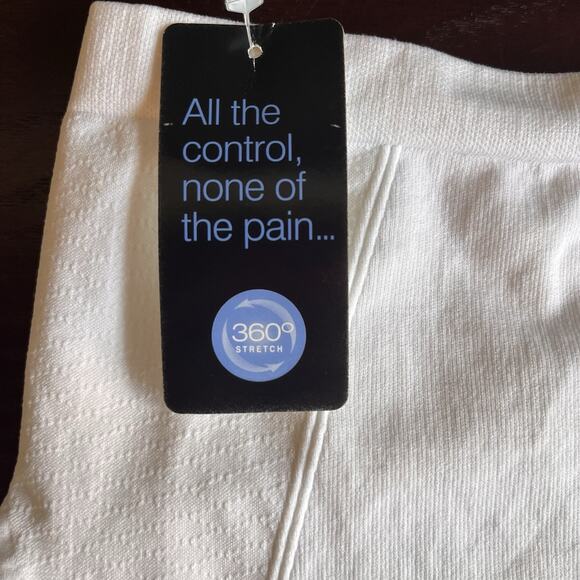 All the
control,
none of
the pain...
360°
STRETCH